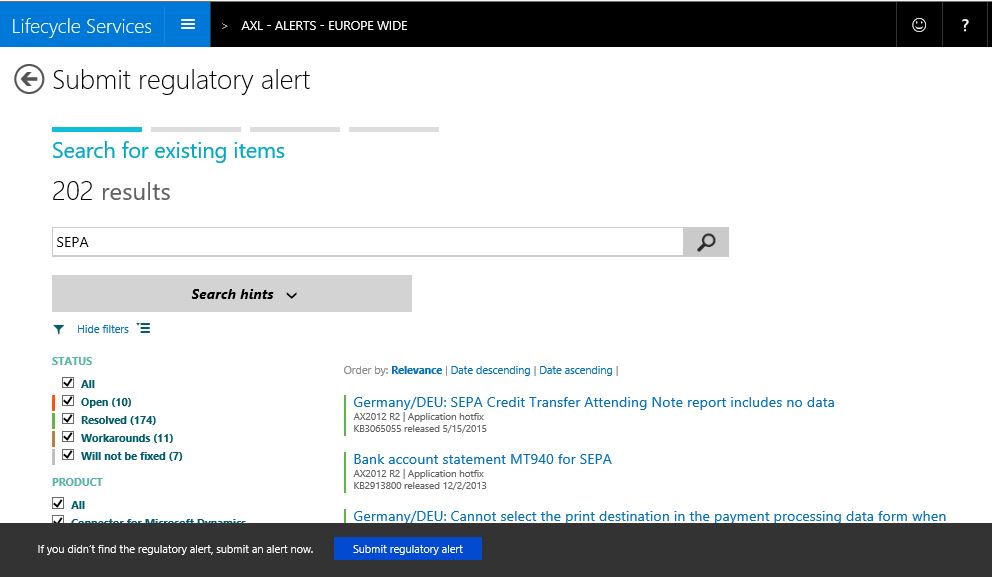 Lifecycle Services > AXL - ALERTS - EUROPE WIDE ?
Submit regulatory alert
Search for existing items
202 results
SEPA
Search hints
Hide filters
STATUS
All
Open (10)
Resolved (174)
Workarounds (11)
Will not be fixed (7)
PRODUCT
All
Connector for Microsoft Dynamics
Order by: Relevance | Date descending | Date ascending |
Germany/DEU: SEPA Credit Transfer Attending Note report includes no data
AX2012 R2 | Application hotfix
KB3065055 released 5/15/2015
Bank account statement MT940 for SEPA
AX2012 R2 | Application hotfix
KB2913800 released 12/2/2013
Germany/DEU: Cannot select the print destination in the payment processing data form when
If you didn't find the regulatory alert, submit an alert now. Submit regulatory alert